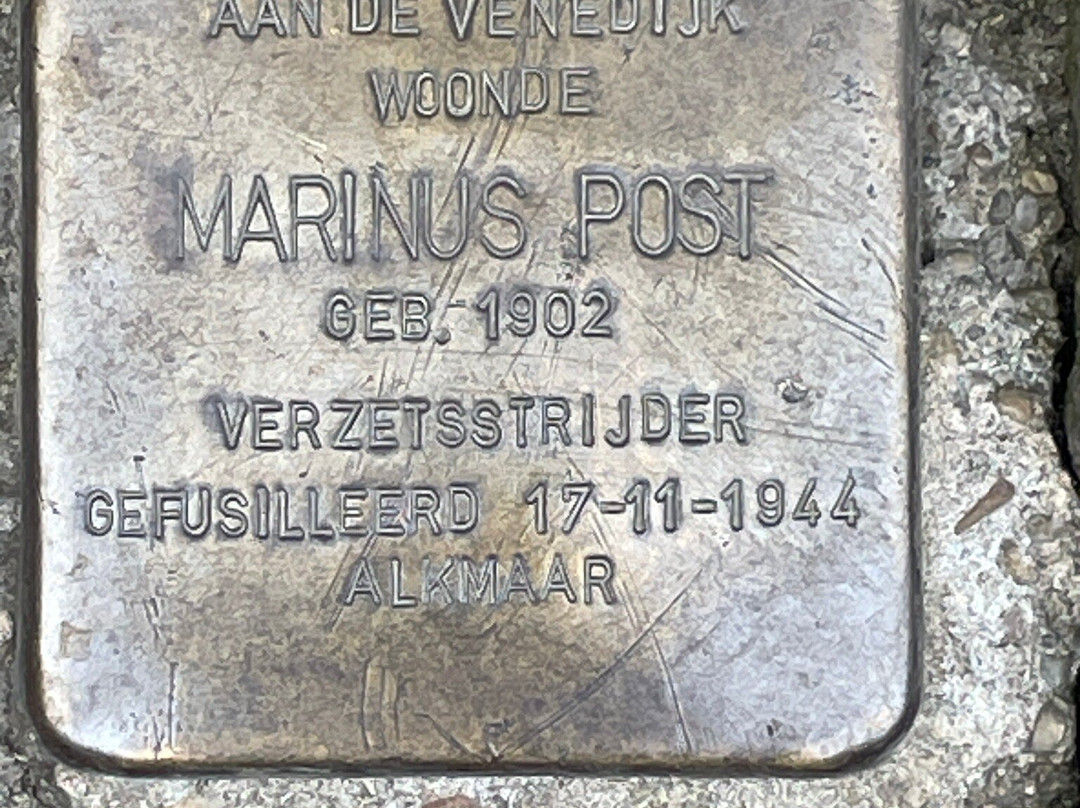 AAN DE VENEDIJK
WOONDE
MARINUS POST
GEB. 1902
VERZETSSTRIJDER
GEFUSILLEERD 17-11-1944
ALKMAAR